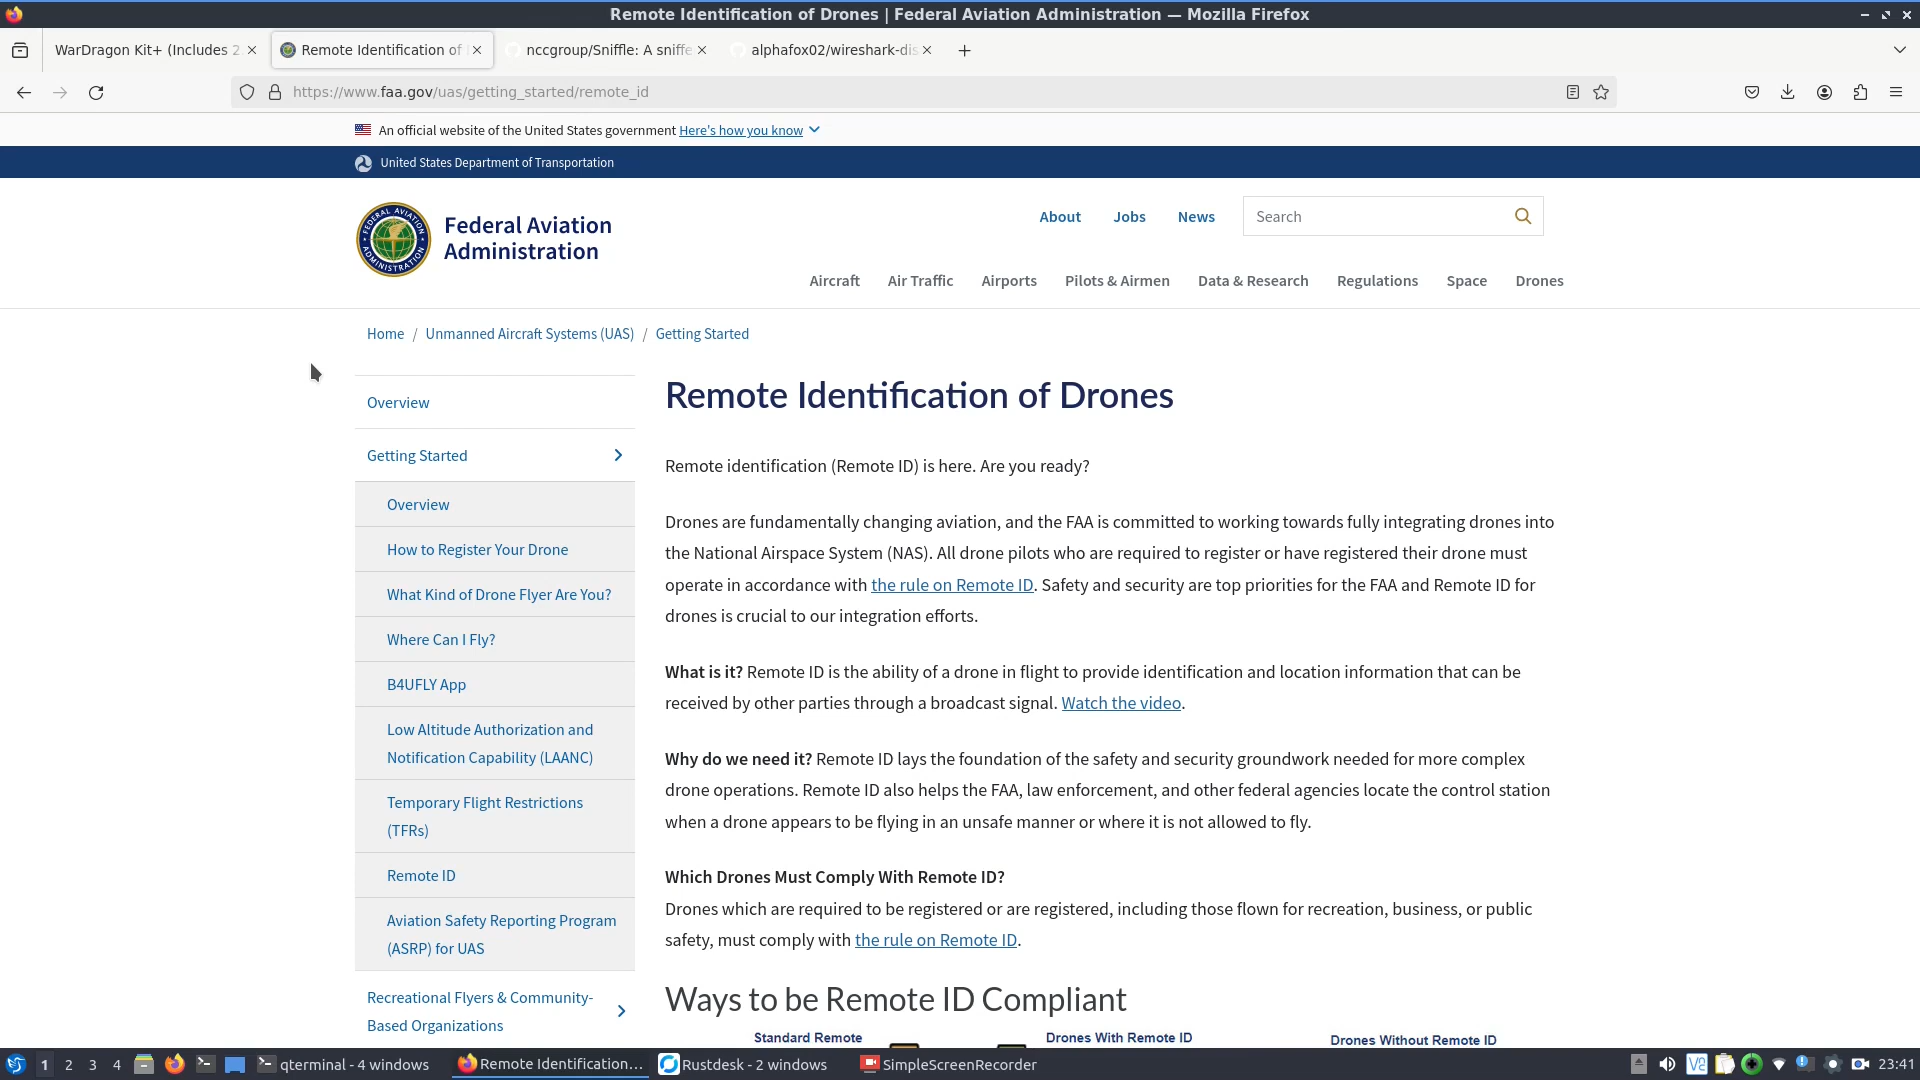 Remote Identification of Drones | Federal Aviation Administration — Mozilla Firefox
WarDragon Kit+ (Includes 2
Remote Identification of
nccgroup/Sniffle: A sniffe
alphafox02/wireshark-dis
https://www.faa.gov/uas/getting_started/remote_id
An official website of the United States government Here's how you know
United States Department of Transportation
Federal Aviation
Administration
About Jobs News Search
Aircraft Air Traffic Airports Pilots & Airmen Data & Research Regulations Space Drones
Home / Unmanned Aircraft Systems (UAS) / Getting Started
Overview
Getting Started
Overview
How to Register Your Drone
What Kind of Drone Flyer Are You?
Where Can I Fly?
B4UFLY App
Low Altitude Authorization and
Notification Capability (LAANC)
Temporary Flight Restrictions
(TFRs)
Remote ID
Aviation Safety Reporting Program
(ASRP) for UAS
Recreational Flyers & Community-
Based Organizations
Remote Identification of Drones
Remote identification (Remote ID) is here. Are you ready?
Drones are fundamentally changing aviation, and the FAA is committed to working towards fully integrating drones into
the National Airspace System (NAS). All drone pilots who are required to register or have registered their drone must
operate in accordance with the rule on Remote ID. Safety and security are top priorities for the FAA and Remote ID for
drones is crucial to our integration efforts.
What is it? Remote ID is the ability of a drone in flight to provide identification and location information that can be
received by other parties through a broadcast signal. Watch the video.
Why do we need it? Remote ID lays the foundation of the safety and security groundwork needed for more complex
drone operations. Remote ID also helps the FAA, law enforcement, and other federal agencies locate the control station
when a drone appears to be flying in an unsafe manner or where it is not allowed to fly.
Which Drones Must Comply With Remote ID?
Drones which are required to be registered or are registered, including those flown for recreation, business, or public
safety, must comply with the rule on Remote ID.
Ways to be Remote ID Compliant
Standard Remote
Drones With Remote ID
Drones Without Remote ID
1 2 3 4
qterminal - 4 windows
Remote Identification...
Rustdesk - 2 windows
SimpleScreenRecorder
23:41